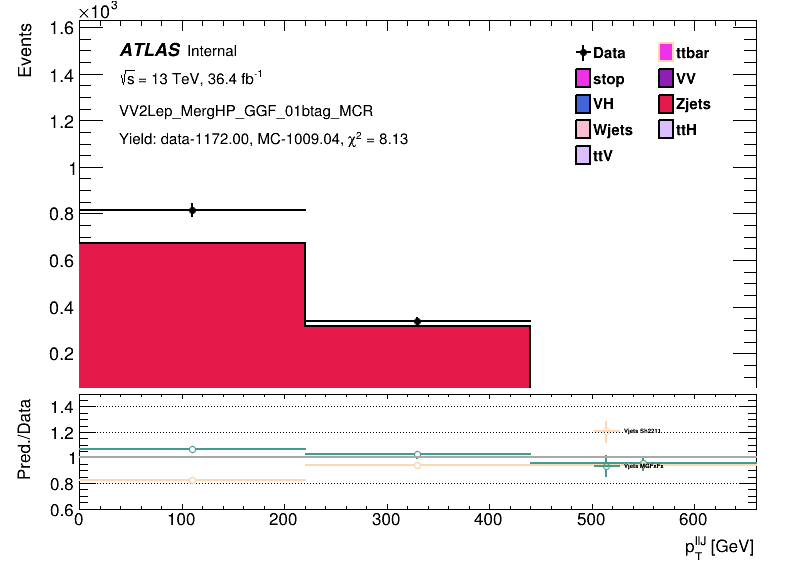 ×10³
Events
1.6
1.4
1.2
1
0.8
0.6
0.4
0.2
ATLAS Internal
√s = 13 TeV, 36.4 fb⁻¹
VV2Lep_MergHP_GGF_01btag_MCR
Yield: data-1172.00, MC-1009.04, χ² = 8.13
Data
ttbar
stop
VV
VH
Zjets
Wjets
ttH
ttV
Pred./Data
1.4
1.2
1
0.8
0.6
Vjets Sh2211
Vjets MGFxFx
0 100 200 300 400 500 600
p_T^llJ [GeV]